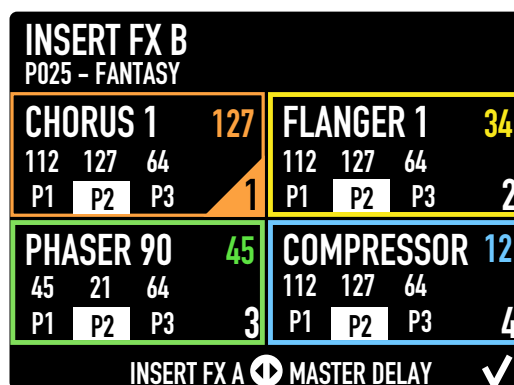 INSERT FX B
P025 - FANTASY
CHORUS 1 127
112 127 64
P1 P2 P3 1
FLANGER 1 34
112 127 64
P1 P2 P3 2
PHASER 90 45
45 21 64
P1 P2 P3 3
COMPRESSOR 12
112 127 64
P1 P2 P3 4
INSERT FX A MASTER DELAY